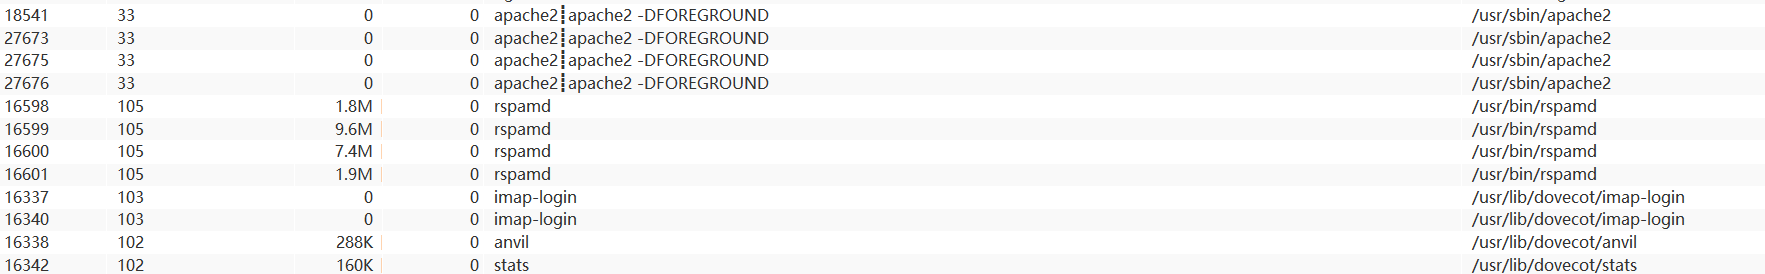 18541 33 0 0 apache2┇apache2 -DFOREGROUND /usr/sbin/apache2
27673 33 0 0 apache2┇apache2 -DFOREGROUND /usr/sbin/apache2
27675 33 0 0 apache2┇apache2 -DFOREGROUND /usr/sbin/apache2
27676 33 0 0 apache2┇apache2 -DFOREGROUND /usr/sbin/apache2
16598 105 1.8M 0 rspamd /usr/bin/rspamd
16599 105 9.6M 0 rspamd /usr/bin/rspamd
16600 105 7.4M 0 rspamd /usr/bin/rspamd
16601 105 1.9M 0 rspamd /usr/bin/rspamd
16337 103 0 0 imap-login /usr/lib/dovecot/imap-login
16340 103 0 0 imap-login /usr/lib/dovecot/imap-login
16338 102 288K 0 anvil /usr/lib/dovecot/anvil
16342 102 160K 0 stats /usr/lib/dovecot/stats